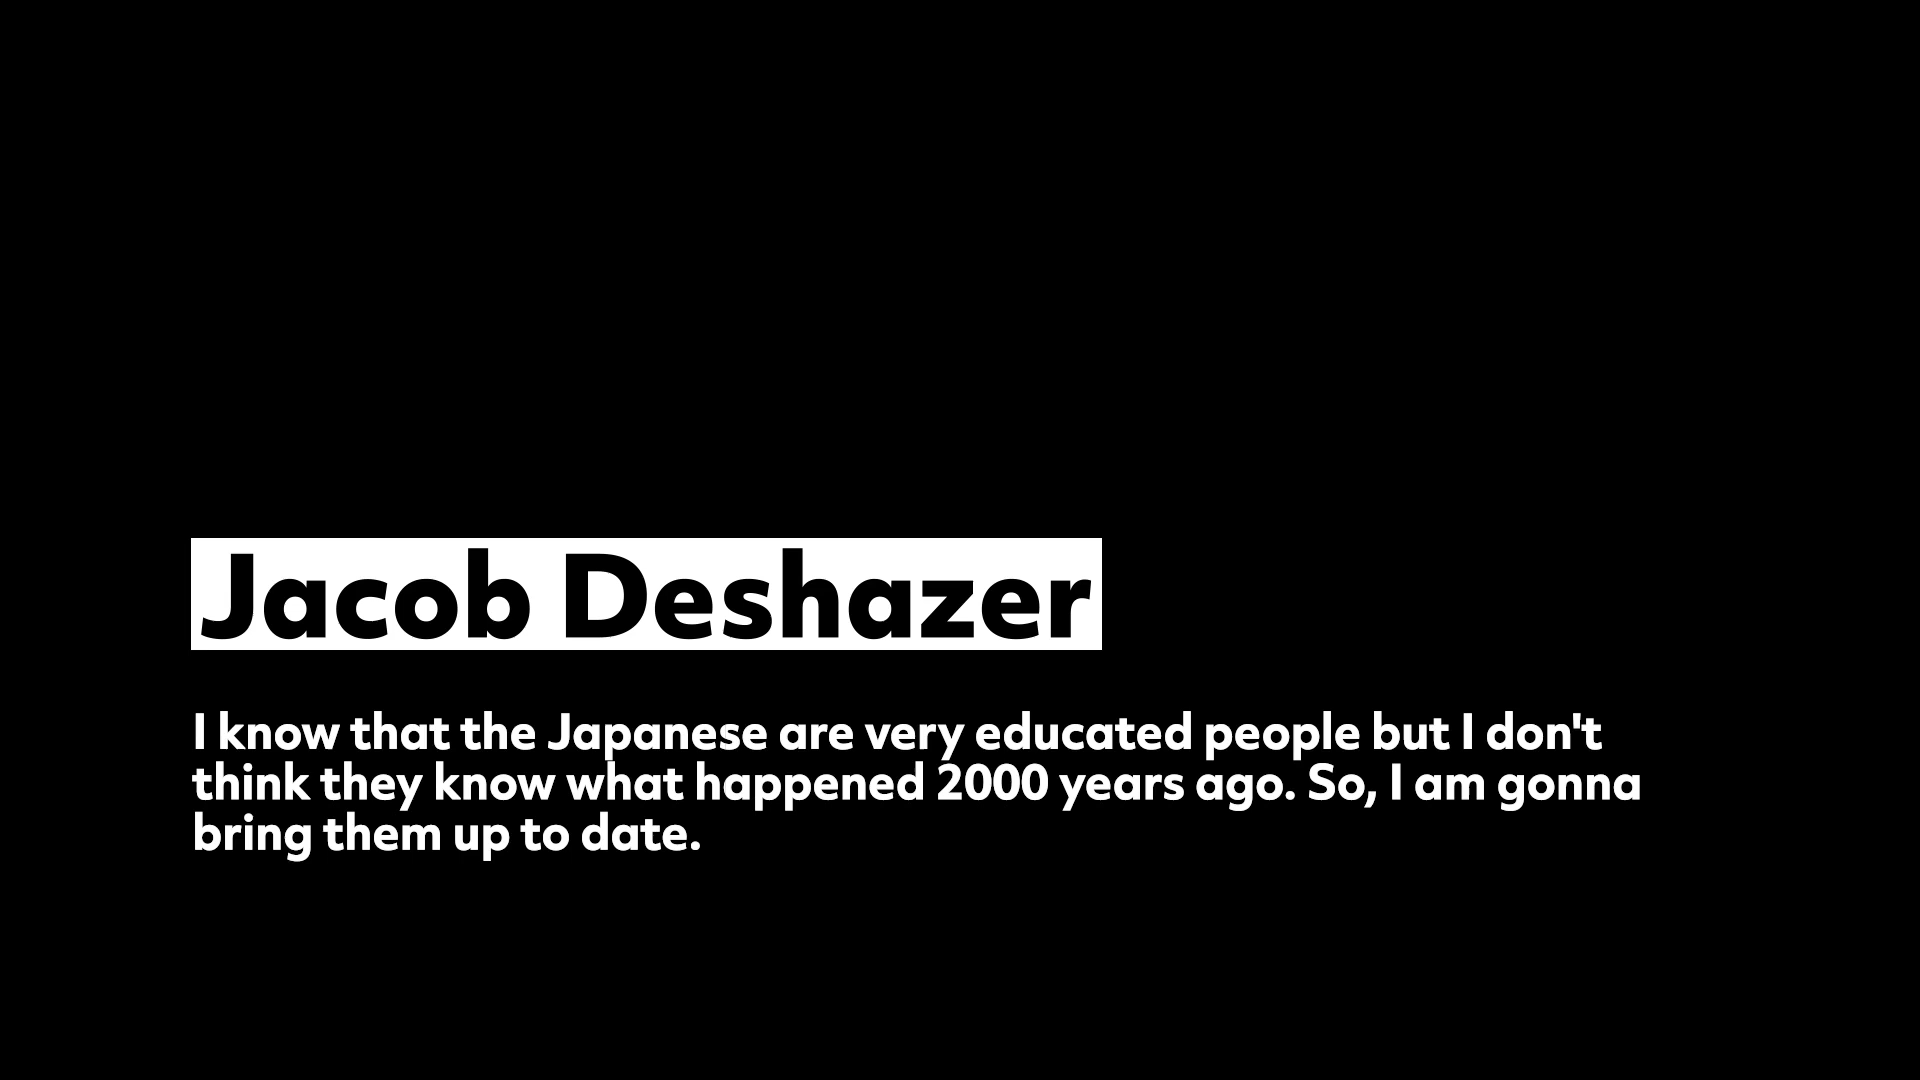 Jacob Deshazer
I know that the Japanese are very educated people but I don't
think they know what happened 2000 years ago. So, I am gonna
bring them up to date.